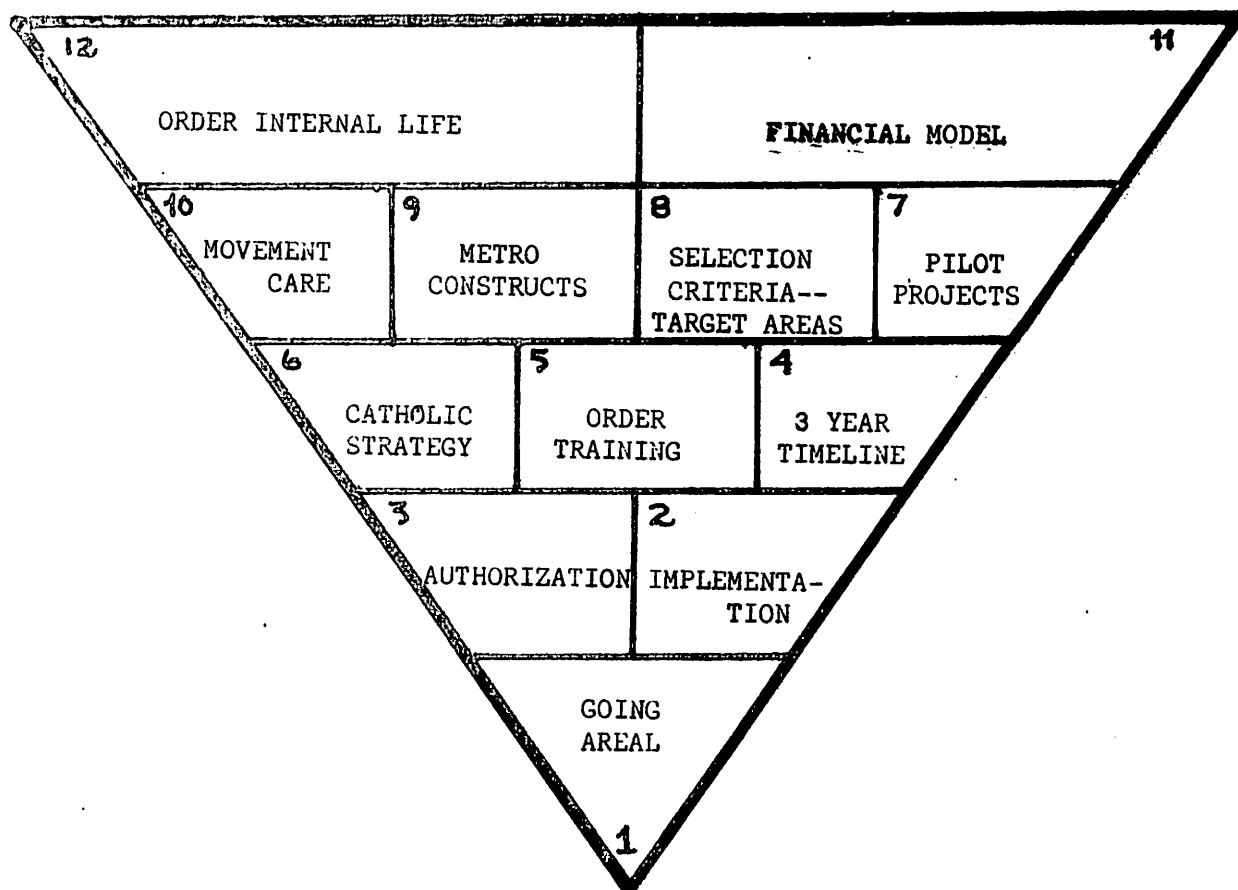 12
11
ORDER INTERNAL LIFE
FINANCIAL MODEL
10
9
8
7
MOVEMENT
CARE
METRO
CONSTRUCTS
SELECTION
CRITERIA--
TARGET AREAS
PILOT
PROJECTS
6
5
4
CATHOLIC
STRATEGY
ORDER
TRAINING
3 YEAR
TIMELINE
3
2
AUTHORIZATION
IMPLEMENTA-
TION
GOING
AREAL
1